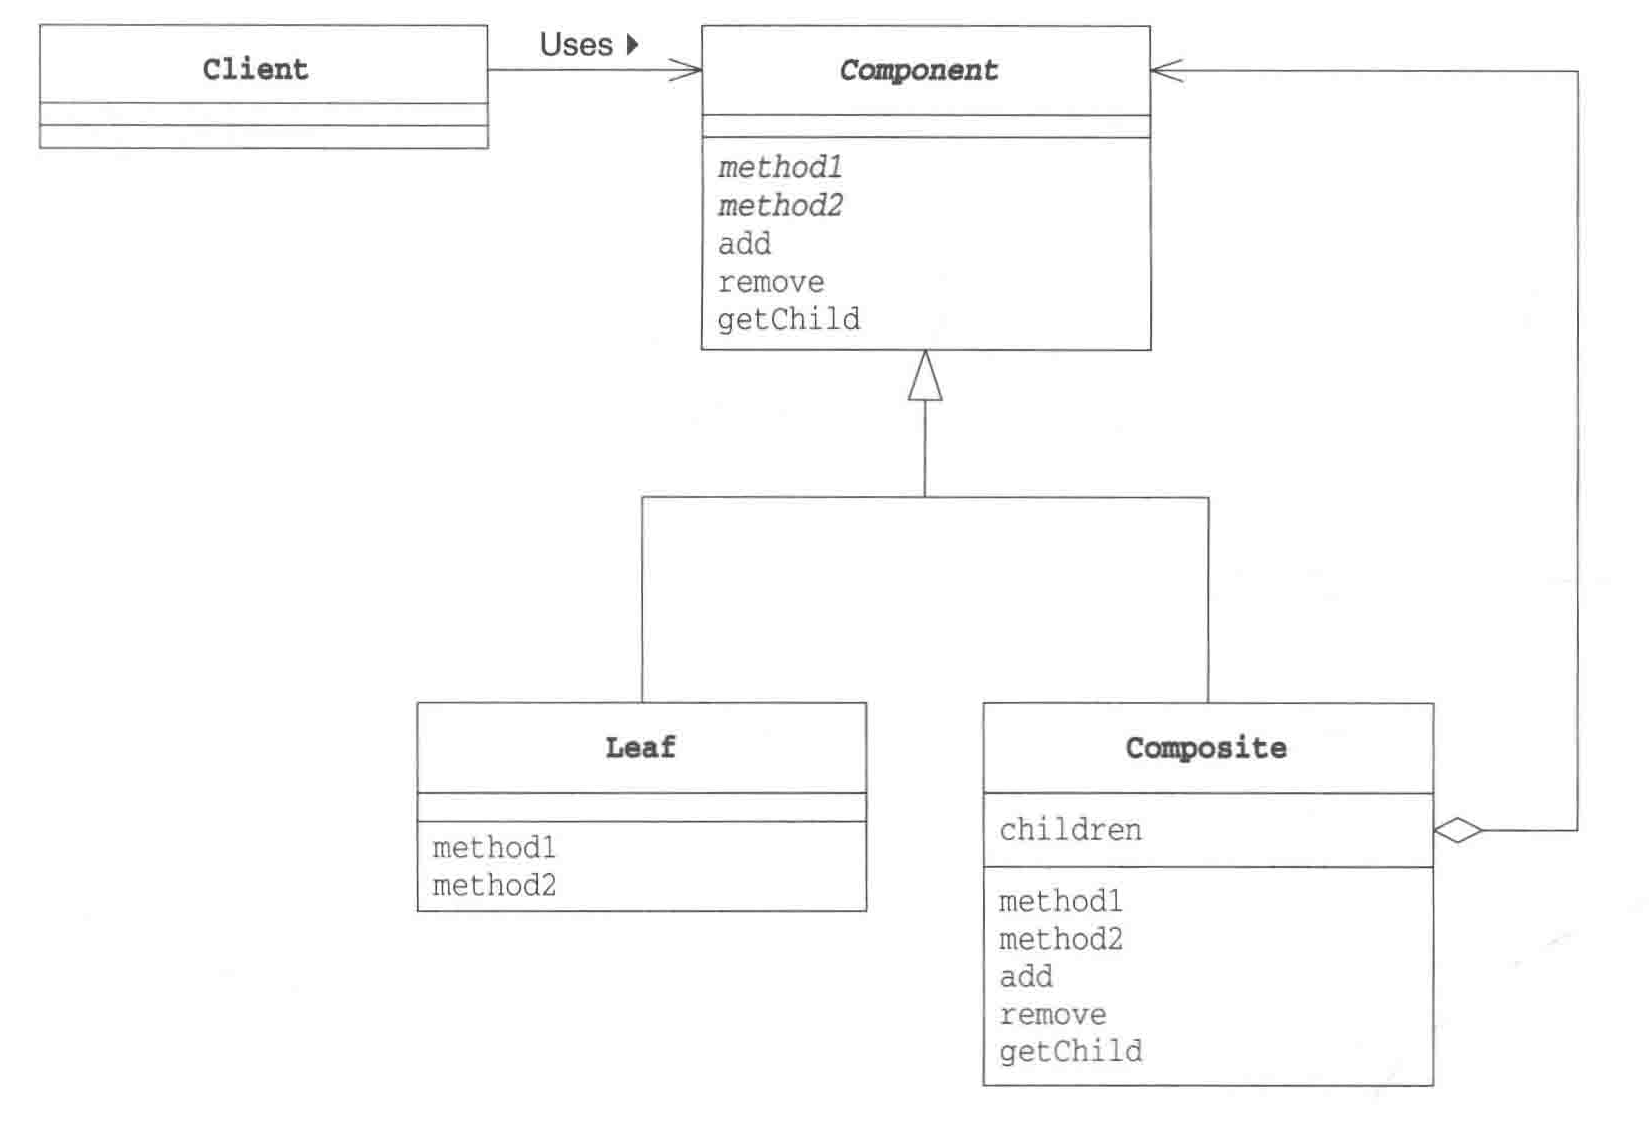 Client
Uses
Component
method1
method2
add
remove
getChild
Leaf
method1
method2
Composite
children
method1
method2
add
remove
getChild